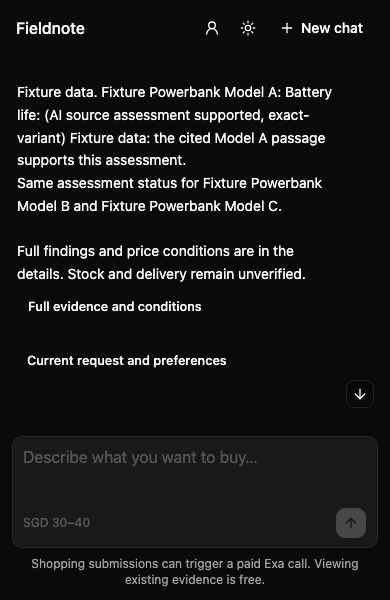 Fieldnote
New chat
Fixture data. Fixture Powerbank Model A: Battery
life: (AI source assessment supported, exact-
variant) Fixture data: the cited Model A passage
supports this assessment.
Same assessment status for Fixture Powerbank
Model B and Fixture Powerbank Model C.
Full findings and price conditions are in the
details. Stock and delivery remain unverified.
Full evidence and conditions
Current request and preferences
Describe what you want to buy...
SGD 30–40
Shopping submissions can trigger a paid Exa call. Viewing
existing evidence is free.